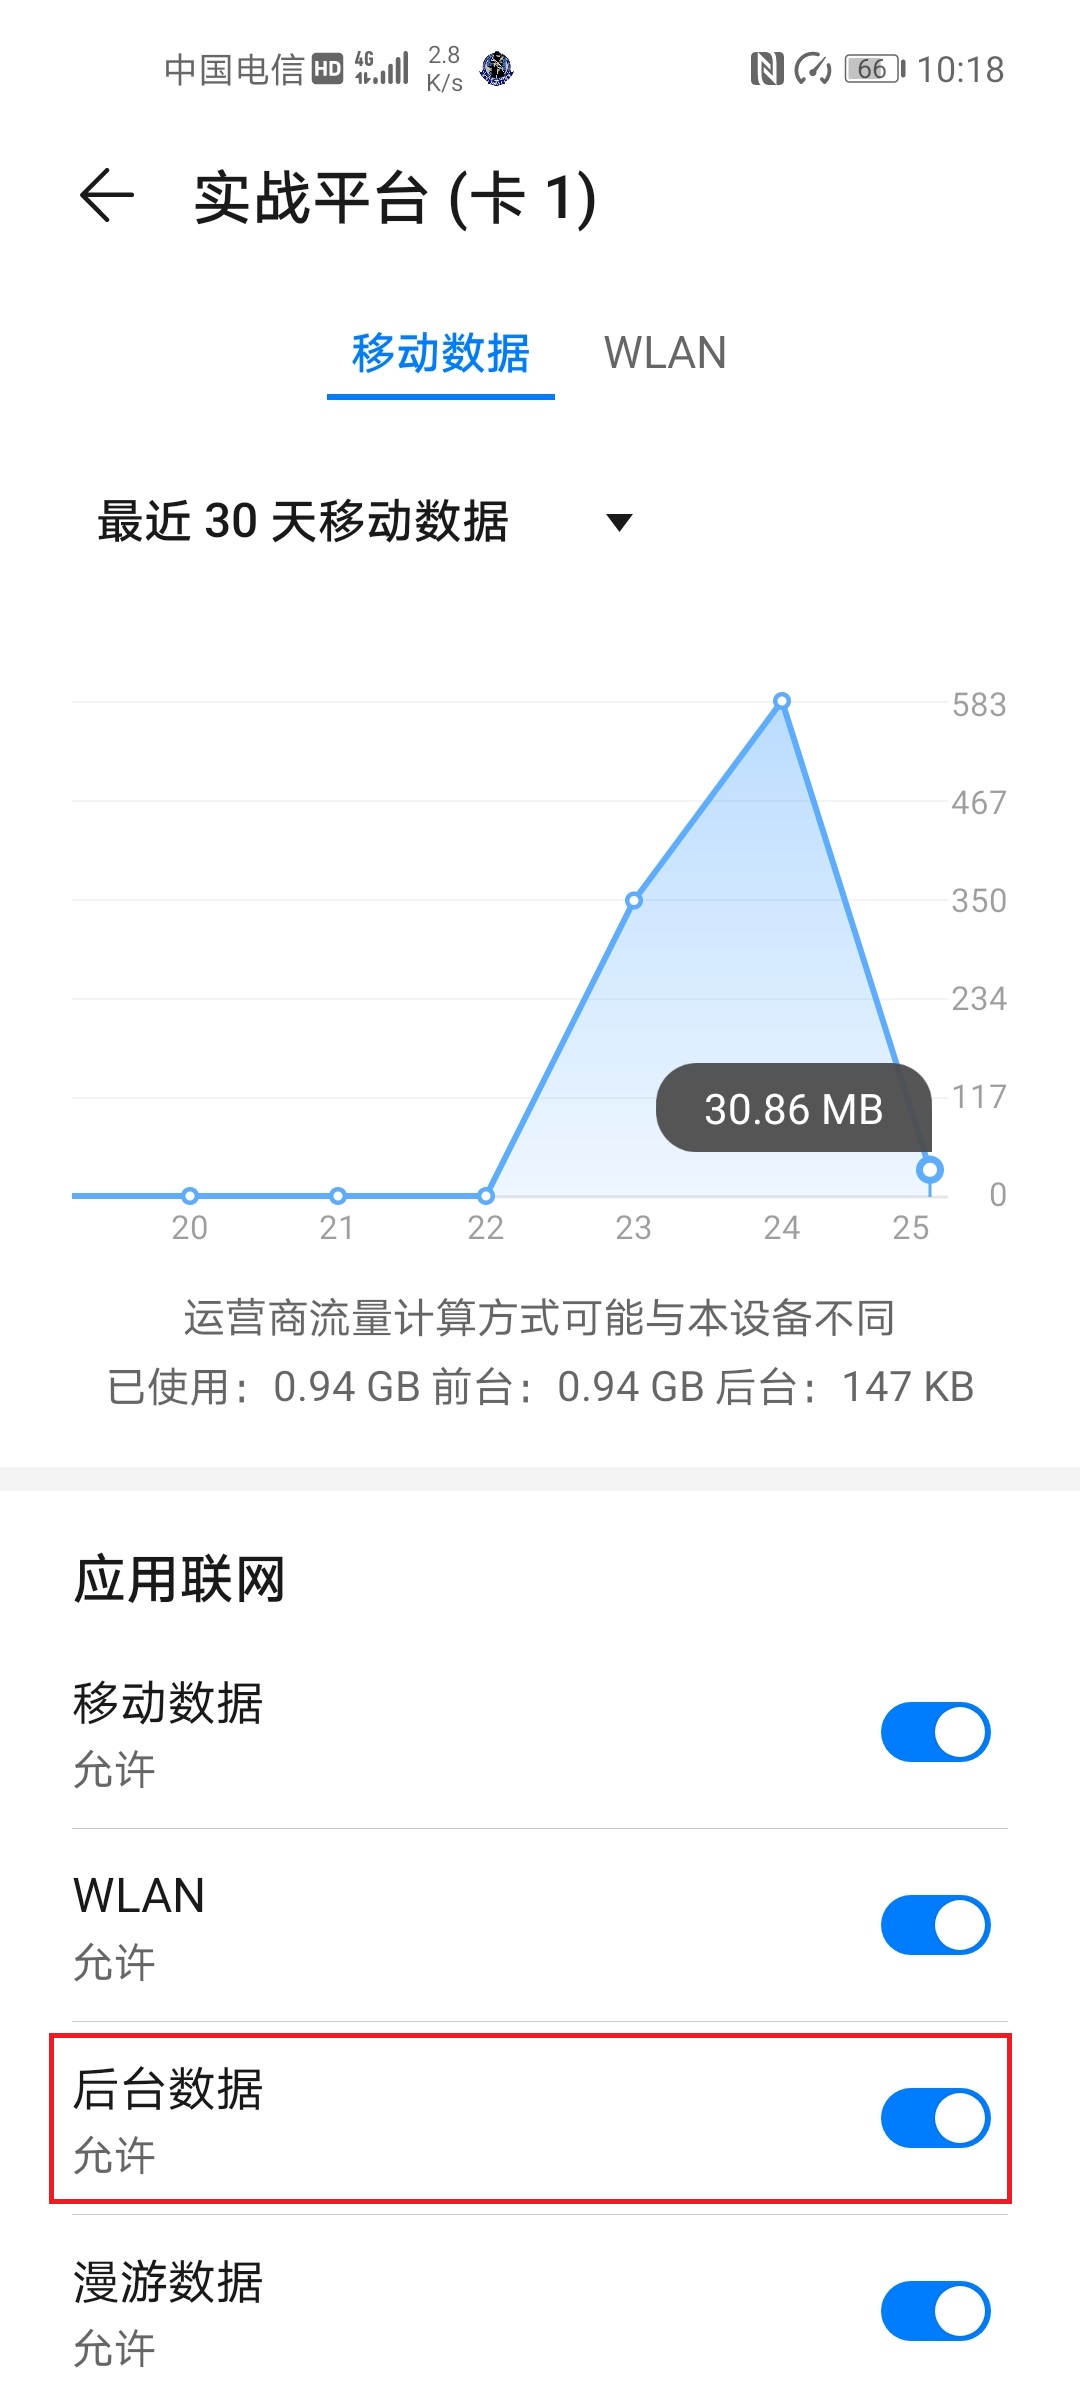 中国电信 HD 4G 2.8 K/s 66 10:18
实战平台 (卡 1)
移动数据 WLAN
最近 30 天移动数据
583
467
350
234
117
30.86 MB
0
20 21 22 23 24 25
运营商流量计算方式可能与本设备不同
已使用：0.94 GB 前台：0.94 GB 后台：147 KB
应用联网
移动数据
允许
WLAN
允许
后台数据
允许
漫游数据
允许